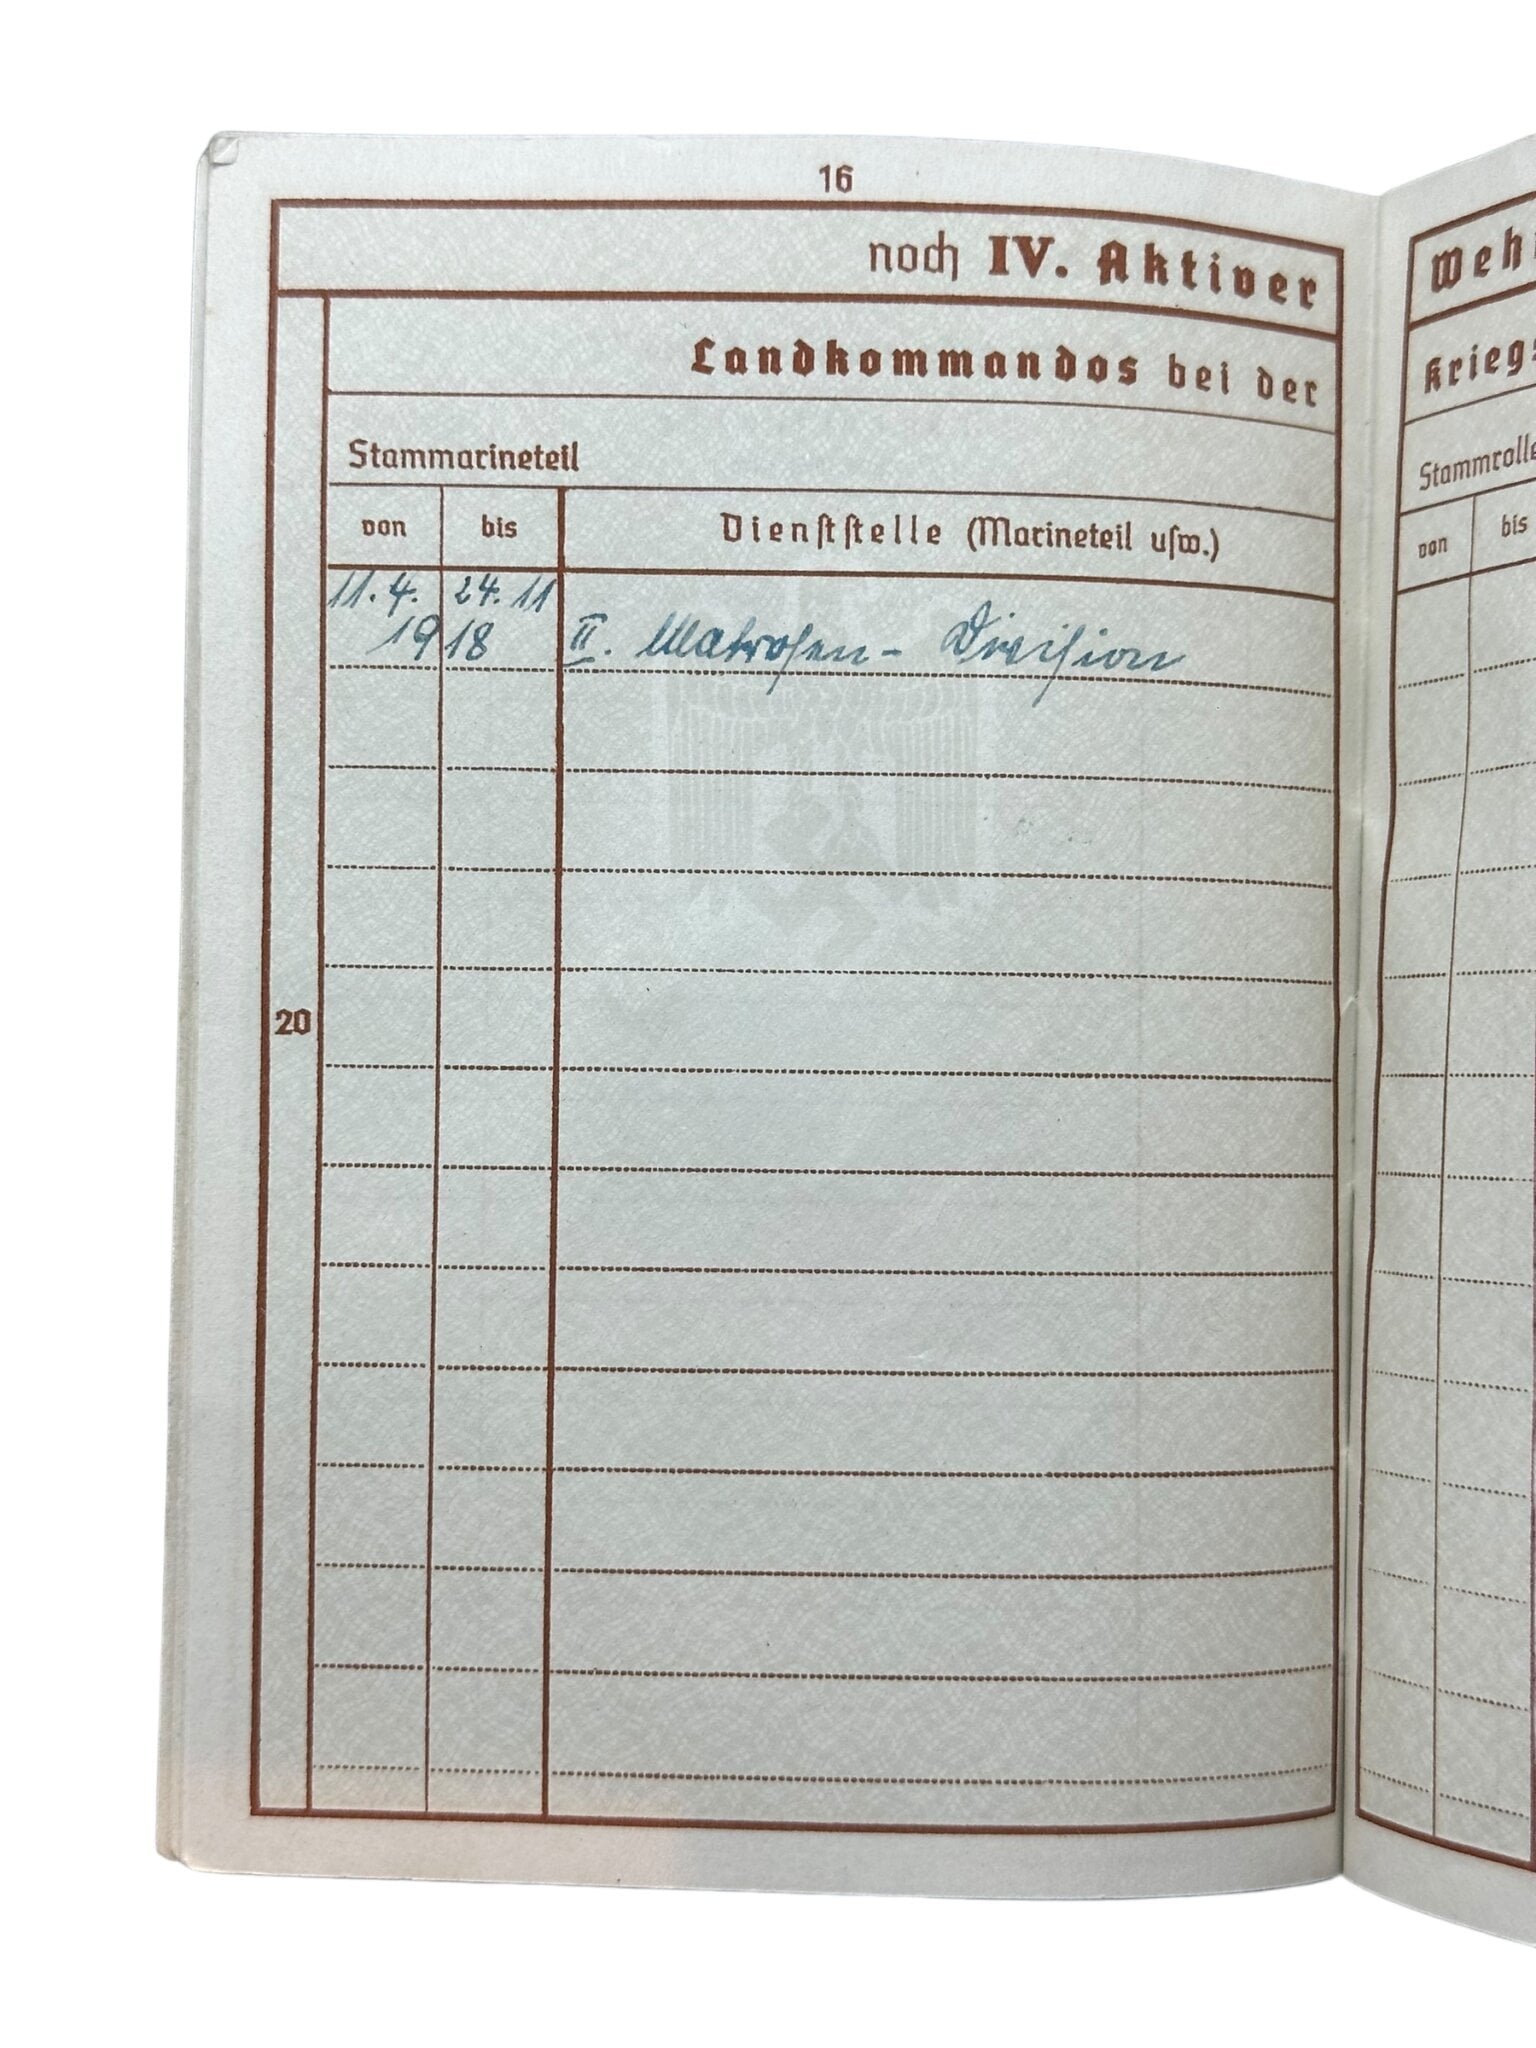 16
noch IV. Aktiver
Landkommandos bei der
Stammarineteil
von bis Dienststelle (Marineteil usw.)
11.4. 24.11
1918 II. Matrosen - Division
20
Weh
Kriegs
Stammrolle
von bis